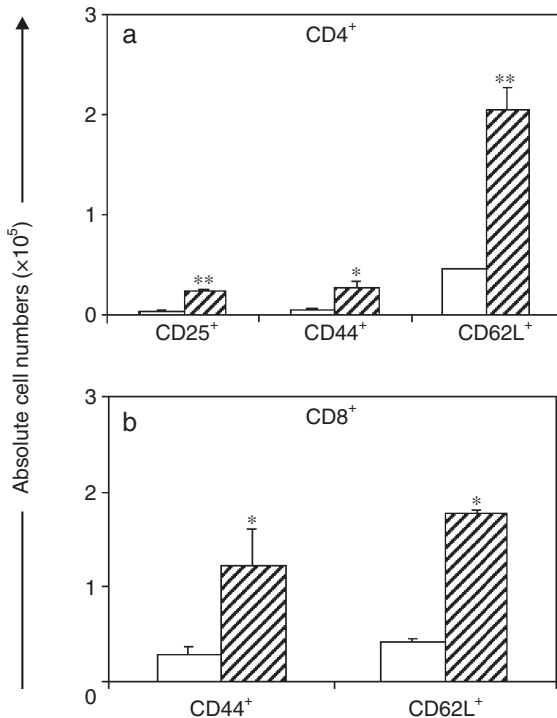 Absolute cell numbers (×10⁵)
a
CD4⁺
3
2
1
0
**
*
**
CD25⁺ CD44⁺ CD62L⁺
b
CD8⁺
3
2
1
0
*
*
CD44⁺ CD62L⁺